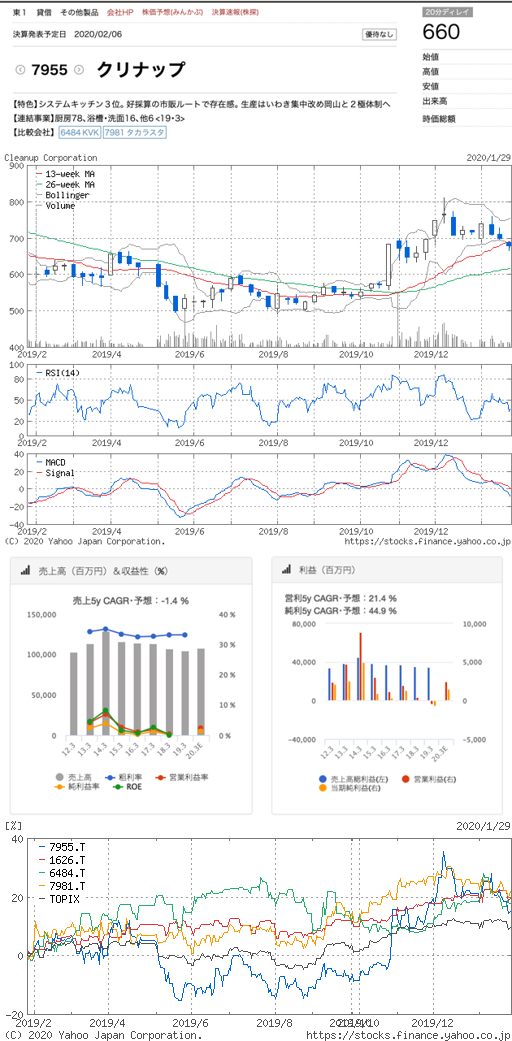 東1 貸借 その他製品 会社HP 株価予想(みんかぶ) 決算速報(株探)
20分ディレイ
660
決算発表予定日 2020/02/06
優待なし
7955 クリナップ
始値
高値
安値
出来高
時価総額
【特色】システムキッチン3位。好採算の市販ルートで存在感。生産はいわき集中改め岡山と2極体制へ
【連結事業】厨房78、浴槽・洗面16、他6<19・3>
【比較会社】 6484 KVK 7981 タカラスタ
Cleanup Corporation 2020/1/29
900
800
700
600
500
400
13-week MA
26-week MA
Bollinger
Volume
2019/2 2019/4 2019/6 2019/8 2019/10 2019/12
100
80
50
20
0
RSI(14)
2019/2 2019/4 2019/6 2019/8 2019/10 2019/12
40
20
0
-20
-40
MACD
Signal
2019/2 2019/4 2019/6 2019/8 2019/10 2019/12
(C) 2020 Yahoo Japan Corporation. https://stocks.finance.yahoo.co.jp/
売上高（百万円）＆収益性（%）
売上5y CAGR・予想：-1.4 %
150,000
100,000
50,000
0
40 %
30 %
20 %
10 %
0 %
12.3 13.3 14.3 15.3 16.3 17.3 18.3 19.3 20.3E
売上高 粗利率 営業利益率
純利益率 ROE
利益（百万円）
営利5y CAGR・予想：21.4 %
純利5y CAGR・予想：44.9 %
80,000
40,000
0
-40,000
10,000
5,000
0
-5,000
12.3 13.3 14.3 15.3 16.3 17.3 18.3 19.3 20.3E
売上高総利益(左) 営業利益(右)
当期純利益(右)
[%] 2020/1/29
40
20
0
-20
7955.T
1626.T
6484.T
7981.T
TOPIX
2019/2 2019/4 2019/6 2019/8 2019/10 2019/12
(C) 2020 Yahoo Japan Corporation. https://stocks.finance.yahoo.co.jp/